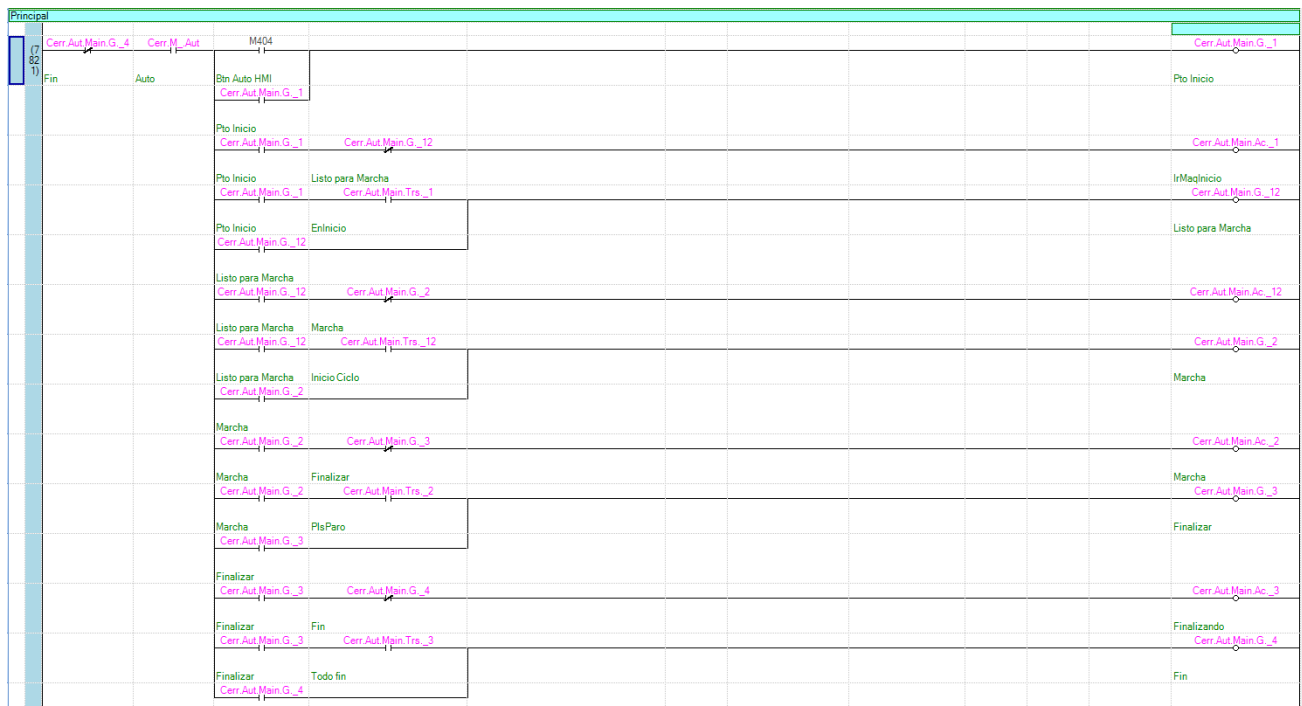 Principal
Cerr.Aut.Main.G._4 Cerr.M_.Aut M404 Cerr.Aut.Main.G._1
(7
82
1)
Fin Auto Btn Auto HMI Pto Inicio
Cerr.Aut.Main.G._1
Pto Inicio
Cerr.Aut.Main.G._1 Cerr.Aut.Main.G._12 Cerr.Aut.Main.Ac._1
Pto Inicio Listo para Marcha IrMaqInicio
Cerr.Aut.Main.G._1 Cerr.Aut.Main.Trs._1 Cerr.Aut.Main.G._12
Pto Inicio EnInicio Listo para Marcha
Cerr.Aut.Main.G._12
Listo para Marcha
Cerr.Aut.Main.G._12 Cerr.Aut.Main.G._2 Cerr.Aut.Main.Ac._12
Listo para Marcha Marcha
Cerr.Aut.Main.G._12 Cerr.Aut.Main.Trs._12 Cerr.Aut.Main.G._2
Listo para Marcha Inicio Ciclo Marcha
Cerr.Aut.Main.G._2
Marcha
Cerr.Aut.Main.G._2 Cerr.Aut.Main.G._3 Cerr.Aut.Main.Ac._2
Marcha Finalizar Marcha
Cerr.Aut.Main.G._2 Cerr.Aut.Main.Trs._2 Cerr.Aut.Main.G._3
Marcha PlsParo Finalizar
Cerr.Aut.Main.G._3
Finalizar
Cerr.Aut.Main.G._3 Cerr.Aut.Main.G._4 Cerr.Aut.Main.Ac._3
Finalizar Fin Finalizando
Cerr.Aut.Main.G._3 Cerr.Aut.Main.Trs._3 Cerr.Aut.Main.G._4
Finalizar Todo fin Fin
Cerr.Aut.Main.G._4